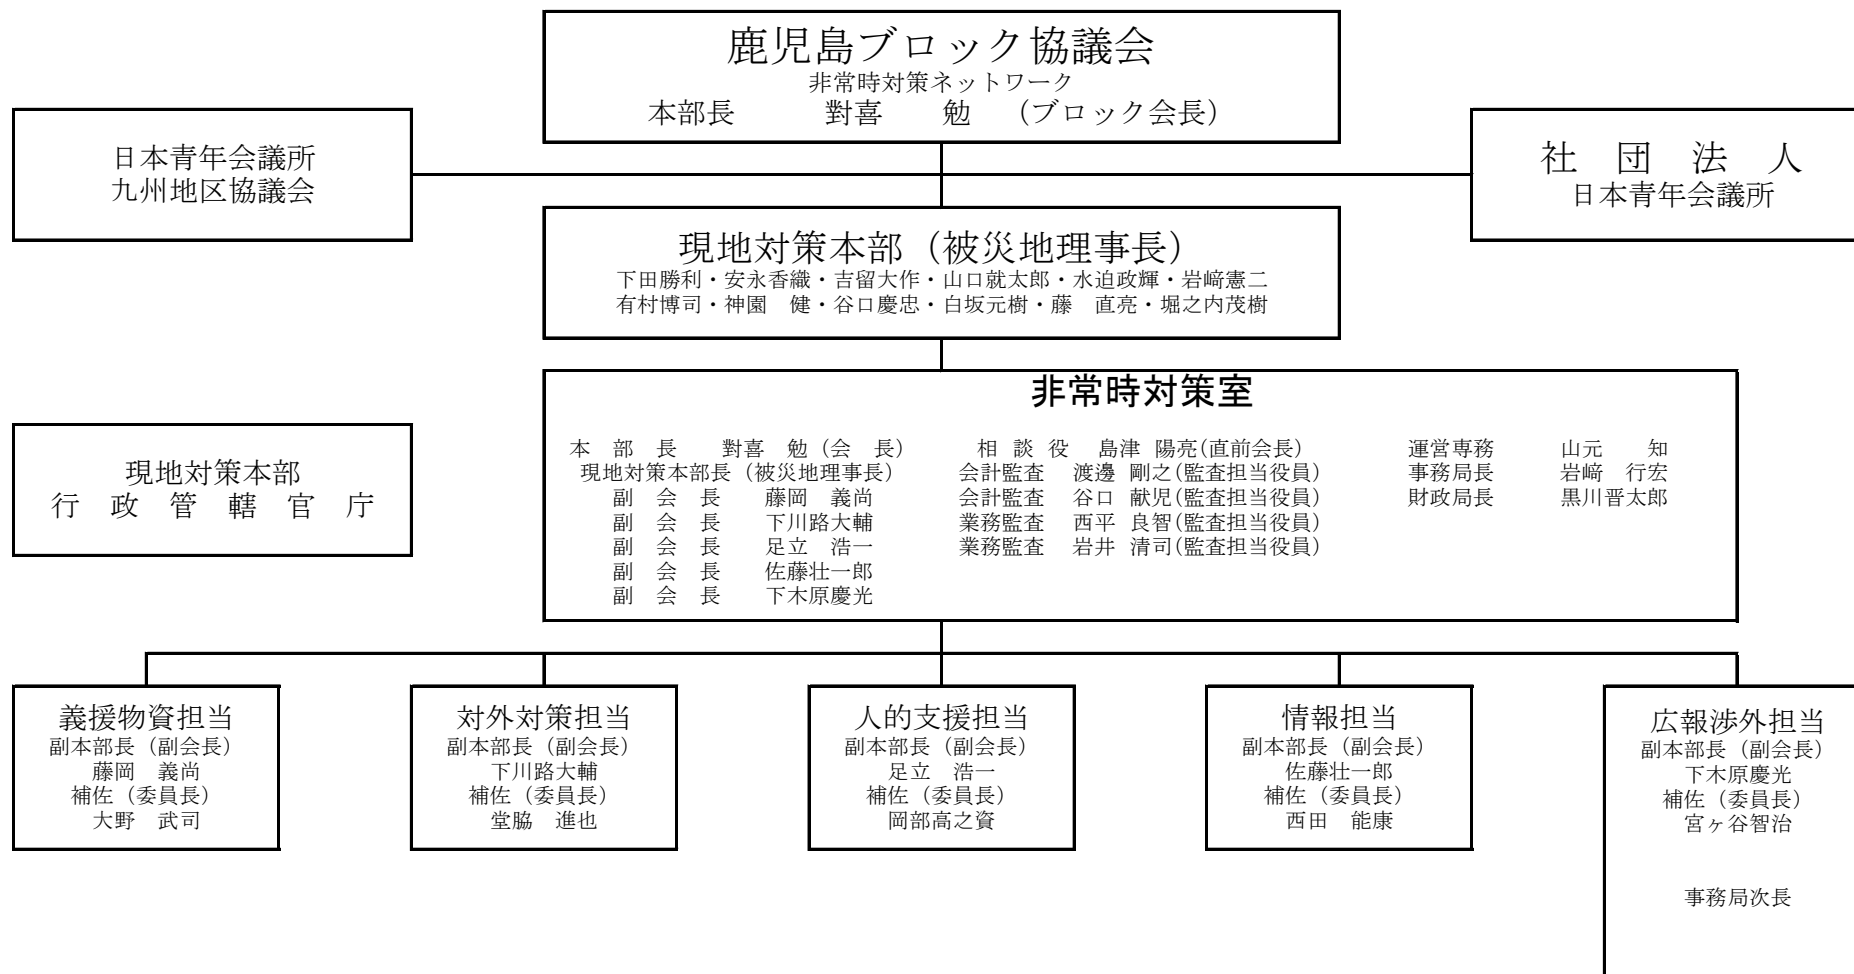 鹿児島ブロック協議会
非常時対策ネットワーク
本部長　　對喜　勉　（ブロック会長）
日本青年会議所
九州地区協議会
社　団　法　人
日本青年会議所
現地対策本部（被災地理事長）
下田勝利・安永香織・吉留大作・山口就太郎・水迫政輝・岩﨑憲二
有村博司・神園　健・谷口慶忠・白坂元樹・藤　直亮・堀之内茂樹
現地対策本部
行　政　管　轄　官　庁
非常時対策室
本　部　長　　對喜　勉（会　長）　　相　談　役　島津　陽亮(直前会長)　　運営専務　　山元　　知
現地対策本部長（被災地理事長）　　会計監査　渡邊　剛之(監査担当役員)　　事務局長　　岩﨑　行宏
副　会　長　　藤岡　義尚　　会計監査　谷口　献児(監査担当役員)　　財政局長　　黒川晋太郎
副　会　長　　下川路大輔　　業務監査　西平　良智(監査担当役員)
副　会　長　　足立　浩一　　業務監査　岩井　清司(監査担当役員)
副　会　長　　佐藤壮一郎
副　会　長　　下木原慶光
義援物資担当
副本部長（副会長）
藤岡　義尚
補佐（委員長）
大野　武司
対外対策担当
副本部長（副会長）
下川路大輔
補佐（委員長）
堂脇　進也
人的支援担当
副本部長（副会長）
足立　浩一
補佐（委員長）
岡部高之資
情報担当
副本部長（副会長）
佐藤壮一郎
補佐（委員長）
西田　能康
広報渉外担当
副本部長（副会長）
下木原慶光
補佐（委員長）
宮ヶ谷智治
事務局次長